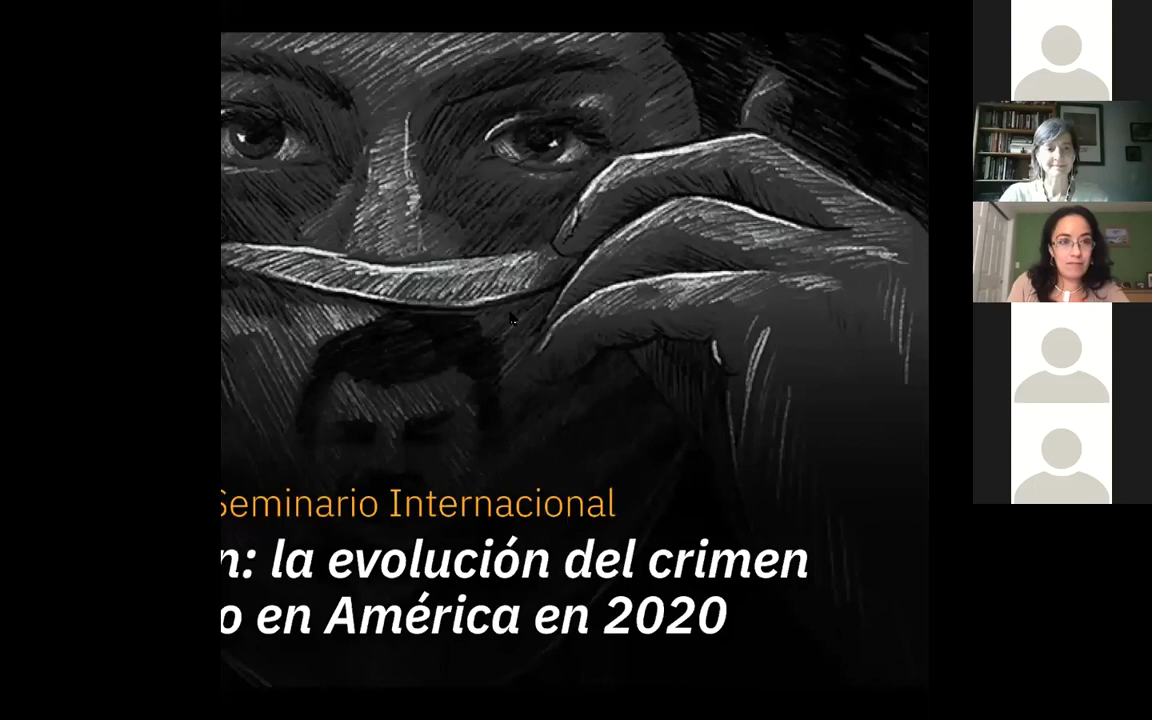 Seminario Internacional
n: la evolución del crimen
o en América en 2020